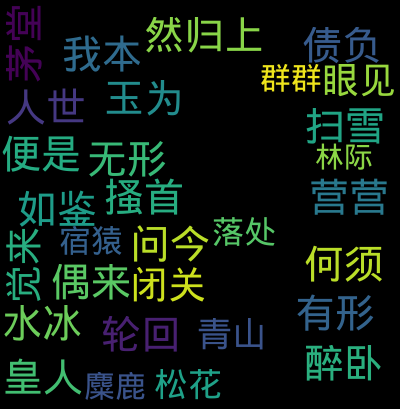 茅堂
我本
然归上
债负
群群
眼见
人世
玉为
扫雪
林际
便是
无形
搔首
营营
如鉴
宿猿
落处
觉来
问今
何须
偶来
闭关
有形
水冰
轮回
青山
醉卧
皇人
麋鹿
松花